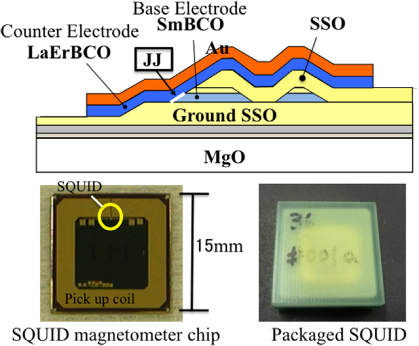 Base Electrode
Counter Electrode SmBCO SSO
LaErBCO Au
JJ
Ground SSO
MgO
SQUID
15mm
Pick up coil
36
SQUID magnetometer chip Packaged SQUID